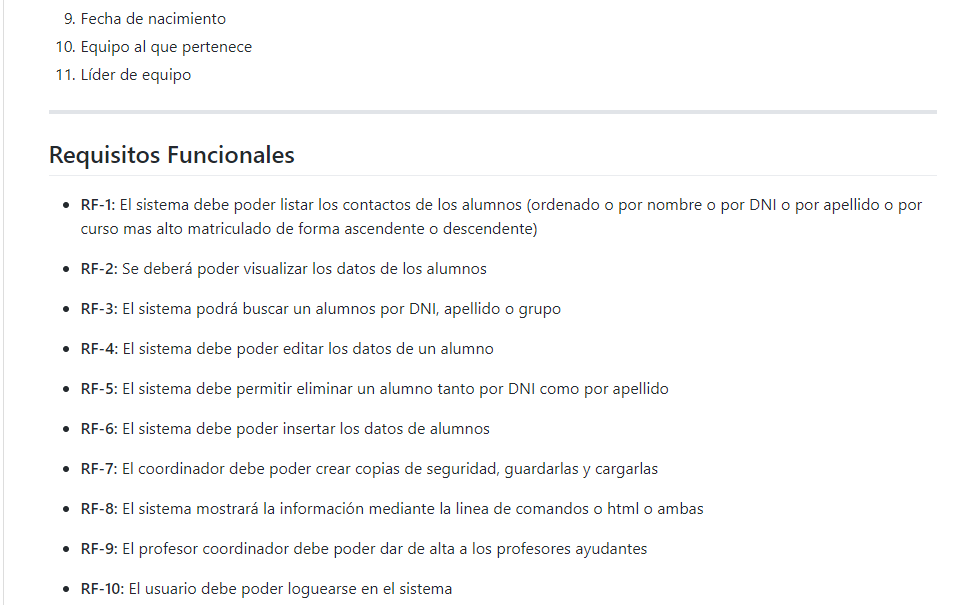 9. Fecha de nacimiento
10. Equipo al que pertenece
11. Líder de equipo
Requisitos Funcionales
• RF-1: El sistema debe poder listar los contactos de los alumnos (ordenado o por nombre o por DNI o por apellido o por
curso mas alto matriculado de forma ascendente o descendente)
• RF-2: Se deberá poder visualizar los datos de los alumnos
• RF-3: El sistema podrá buscar un alumnos por DNI, apellido o grupo
• RF-4: El sistema debe poder editar los datos de un alumno
• RF-5: El sistema debe permitir eliminar un alumno tanto por DNI como por apellido
• RF-6: El sistema debe poder insertar los datos de alumnos
• RF-7: El coordinador debe poder crear copias de seguridad, guardarlas y cargarlas
• RF-8: El sistema mostrará la información mediante la linea de comandos o html o ambas
• RF-9: El profesor coordinador debe poder dar de alta a los profesores ayudantes
• RF-10: El usuario debe poder loguearse en el sistema